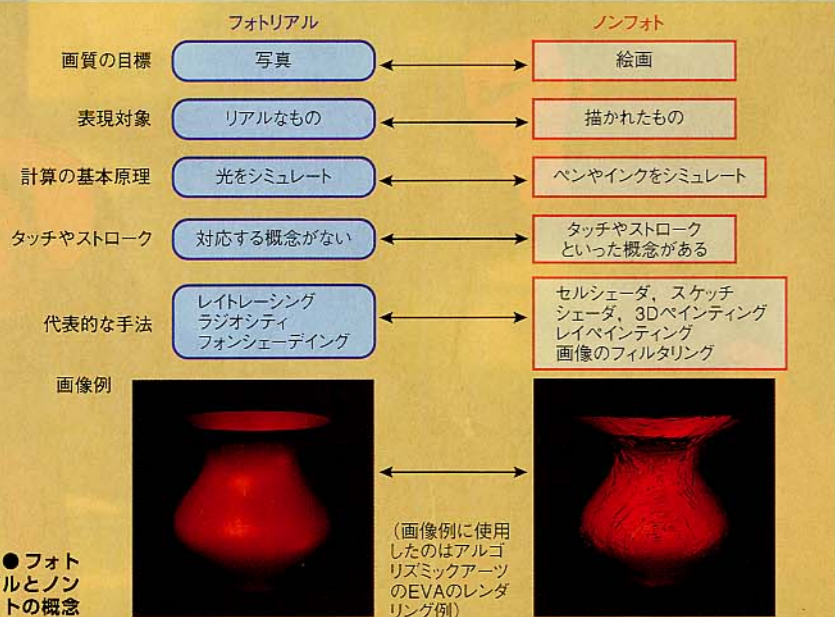 フォトリアル
ノンフォト
画質の目標
写真
絵画
表現対象
リアルなもの
描かれたもの
計算の基本原理
光をシミュレート
ペンやインクをシミュレート
タッチやストローク
対応する概念がない
タッチやストローク
といった概念がある
代表的な手法
レイトレーシング
ラジオシティ
フォンシェーデイング
セルシェーダ，スケッチ
シェーダ，3Dペインティング
レイペインティング
画像のフィルタリング
画像例
（画像例に使用
したのはアルゴ
リズミックアーツ
のEVAのレンダ
リング例）
●フォト
ルとノン
トの概念